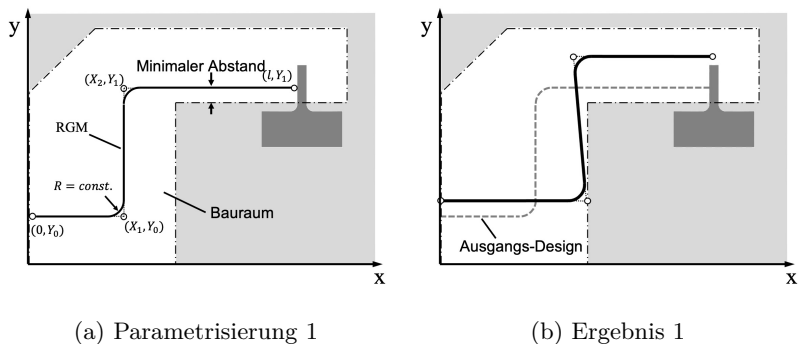 y
Minimaler Abstand
(X₂,Y₁)
(l,Y₁)
RGM
R = const.
Bauraum
(0,Y₀)
(X₁,Y₀)
x
(a) Parametrisierung 1
y
Ausgangs-Design
x
(b) Ergebnis 1